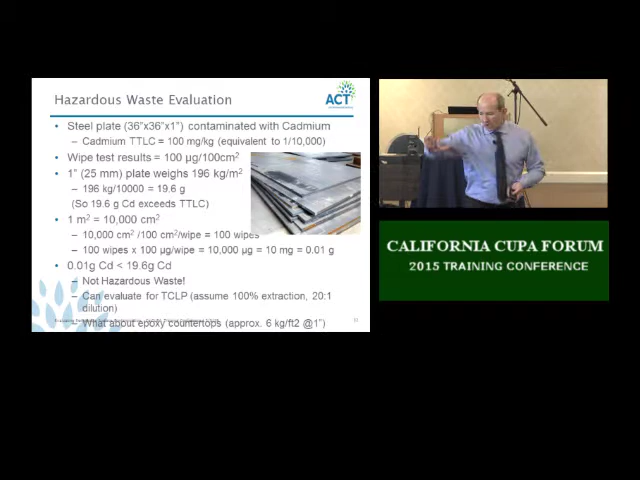 Hazardous Waste Evaluation
ACT
• Steel plate (36"x36"x1") contaminated with Cadmium
– Cadmium TTLC = 100 mg/kg (equivalent to 1/10,000)
• Wipe test results = 100 µg/100cm²
• 1" (25 mm) plate weighs 196 kg/m²
– 196 kg/10000 = 19.6 g
(So 19.6 g Cd exceeds TTLC)
• 1 m² = 10,000 cm²
– 10,000 cm² /100 cm²/wipe = 100 wipes
– 100 wipes x 100 µg/wipe = 10,000 µg = 10 mg = 0.01 g
• 0.01g Cd < 19.6g Cd
– Not Hazardous Waste!
– Can evaluate for TCLP (assume 100% extraction, 20:1
dilution)
– What about epoxy countertops (approx. 6 kg/ft2 @1")
CALIFORNIA CUPA FORUM
2015 TRAINING CONFERENCE